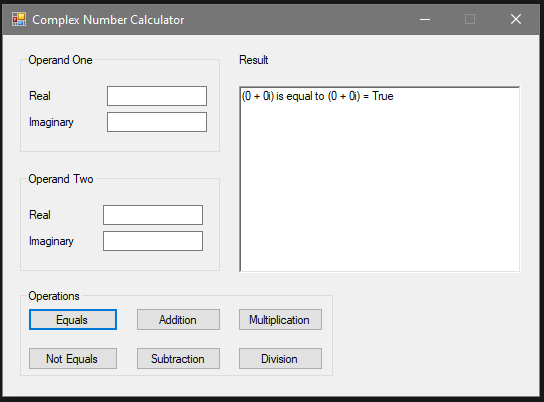 Complex Number Calculator
Operand One
Real
Imaginary
Result
(0 + 0i) is equal to (0 + 0i) = True
Operand Two
Real
Imaginary
Operations
Equals Addition Multiplication
Not Equals Subtraction Division